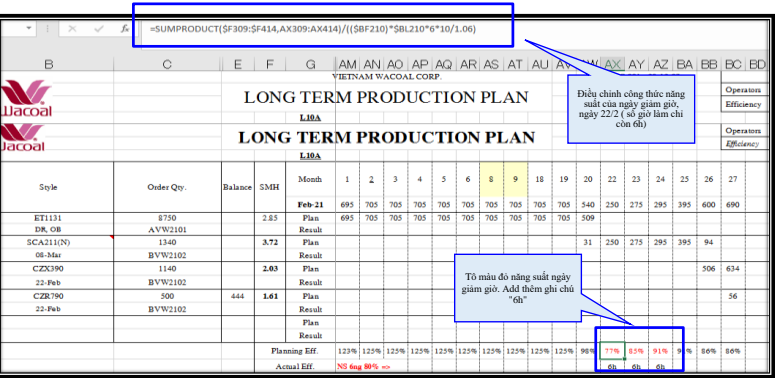 =SUMPRODUCT($F309:$F414,AX309:AX414)/(($BF210)*$BL210*6*10/1.06)
B C E F G AM AN AO AP AQ AR AS AT AU AV AX AY AZ BA BB BC BD
VIETNAM WACOAL CORP.
Điều chỉnh công thức năng
suất của ngày giảm giờ,
ngày 22/2 ( số giờ làm chỉ
còn 6h)
Wacoal
LONG TERM PRODUCTION PLAN
Operators
Efficiency
L10A
Wacoal
LONG TERM PRODUCTION PLAN
Operators
Efficiency
L10A
Style Order Qty. Balance SMH Month 1 2 3 4 5 6 8 9 18 19 20 22 23 24 25 26 27
Feb-21 695 705 705 705 705 705 705 705 705 705 540 250 275 295 395 600 690
ET1131 8750 2.85 Plan 695 705 705 705 705 705 705 705 705 705 509
DR, OB AVW2101 Result
SCA211(N) 1340 3.72 Plan 31 250 275 295 395 94
08-Mar BVW2102 Result
CZX390 1140 2.03 Plan 506 634
22-Feb BVW2102 Result
Tô màu đỏ năng suất ngày
giảm giờ. Add thêm ghi chú
"6h"
CZR790 500 444 1.61 Plan 56
22-Feb BVW2102 Result
Plan
Result
Planning Eff. 123% 125% 125% 125% 125% 125% 125% 125% 125% 125% 98% 77% 85% 91% 86% 86%
Actual Eff. NS 6ng 80% => 6h 6h 6h